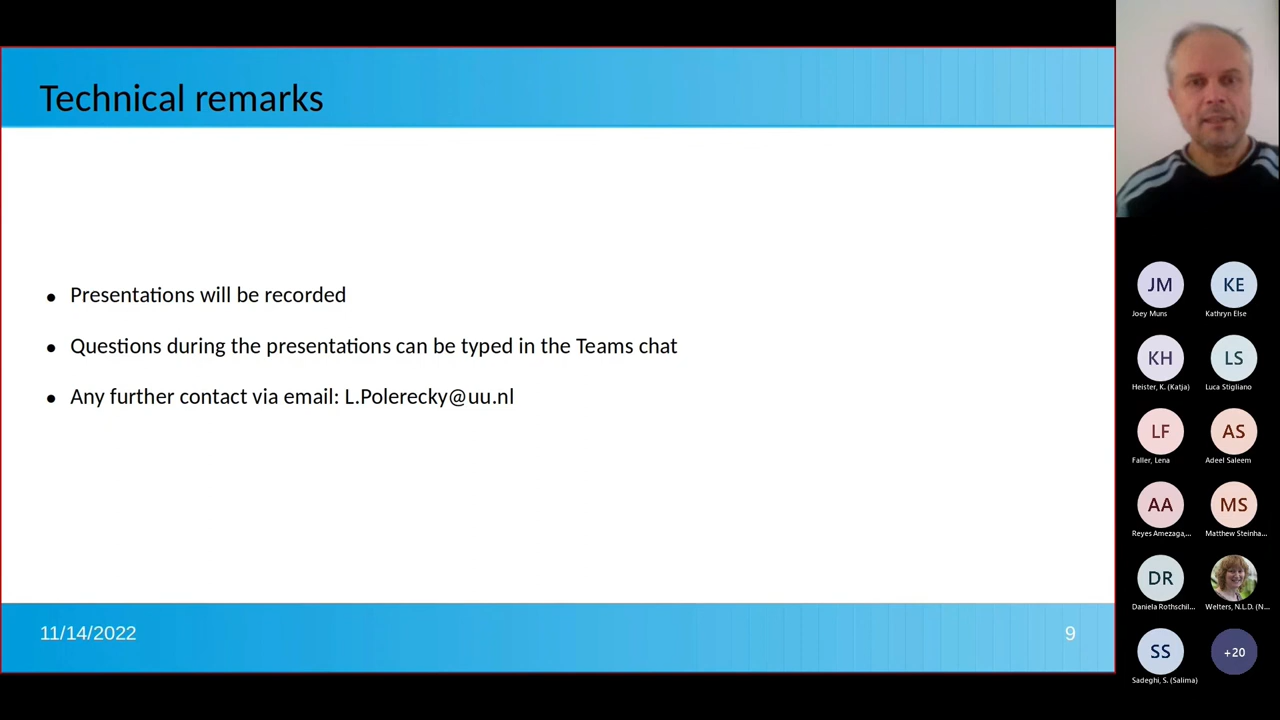 Technical remarks
Presentations will be recorded
Questions during the presentations can be typed in the Teams chat
Any further contact via email: L.Polerecky@uu.nl
11/14/2022
9
JM
Joey Muns
KE
Kathryn Else
KH
Heister, K. (Katja)
LS
Luca Stigliano
LF
Faller, Lena
AS
Adeel Saleem
AA
Reyes Amezaga,...
MS
Matthew Steinha...
DR
Daniela Rothschil...
Welters, N.L.D. (N...
SS
Sadeghi, S. (Salima)
+20